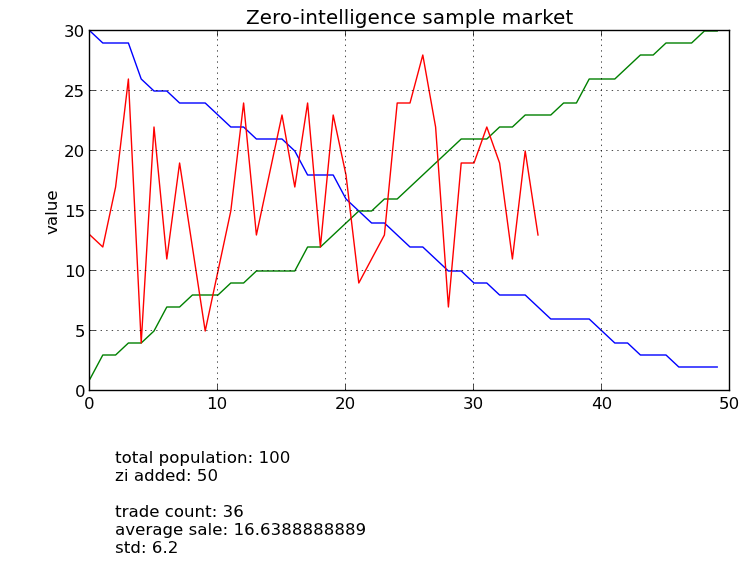 Zero-intelligence sample market
30
25
20
15
10
5
0
value
0 10 20 30 40 50
total population: 100
zi added: 50
trade count: 36
average sale: 16.6388888889
std: 6.2